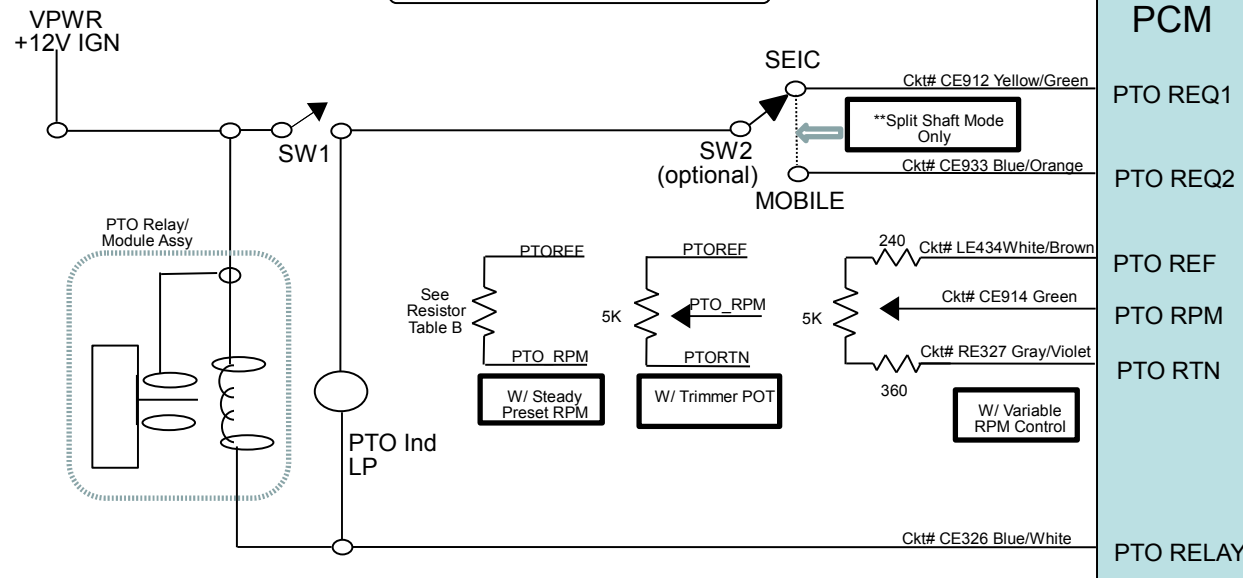 VPWR
+12V IGN
PCM
SEIC
Ckt# CE912 Yellow/Green
PTO REQ1
**Split Shaft Mode
Only
SW1
SW2
(optional)
Ckt# CE933 Blue/Orange
PTO REQ2
MOBILE
PTO Relay/
Module Assy
PTOREF
PTOREF
240
Ckt# LE434White/Brown
PTO REF
See
Resistor
Table B
5K
PTO_RPM
5K
Ckt# CE914 Green
PTO RPM
PTO_RPM
PTORTN
Ckt# RE327 Gray/Violet
PTO RTN
360
W/ Steady
Preset RPM
W/ Trimmer POT
W/ Variable
RPM Control
PTO Ind
LP
Ckt# CE326 Blue/White
PTO RELAY